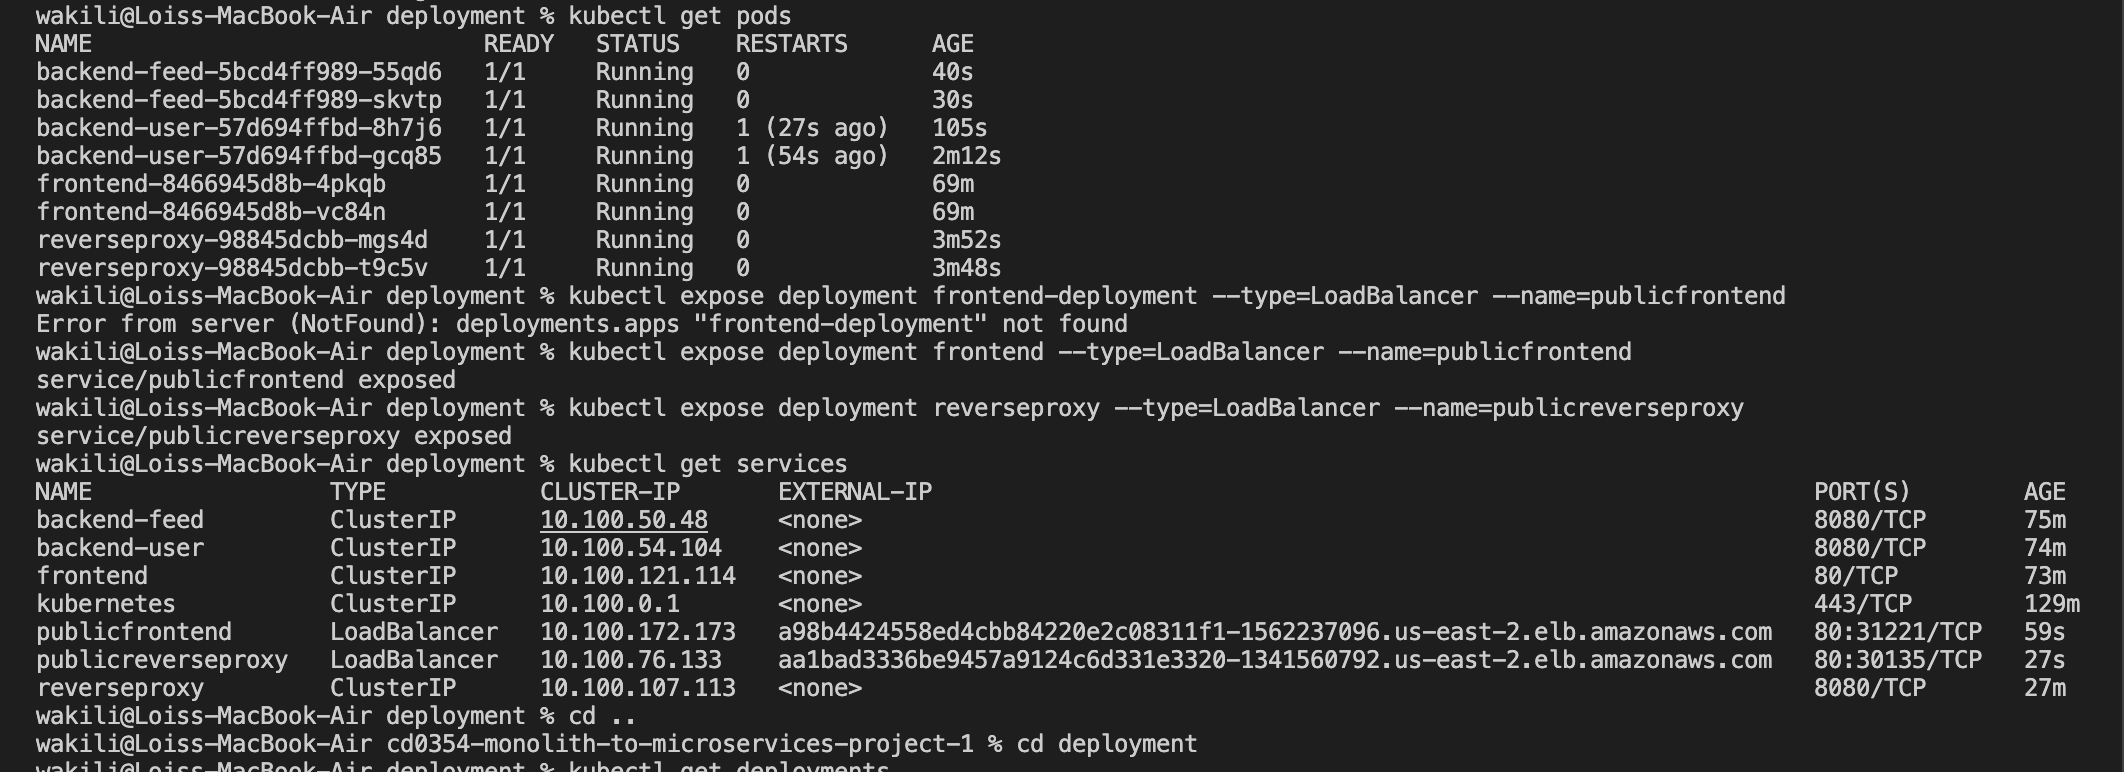 wakili@Loiss-MacBook-Air deployment % kubectl get pods
NAME READY STATUS RESTARTS AGE
backend-feed-5bcd4ff989-55qd6 1/1 Running 0 40s
backend-feed-5bcd4ff989-skvtp 1/1 Running 0 30s
backend-user-57d694ffbd-8h7j6 1/1 Running 1 (27s ago) 105s
backend-user-57d694ffbd-gcq85 1/1 Running 1 (54s ago) 2m12s
frontend-8466945d8b-4pkqb 1/1 Running 0 69m
frontend-8466945d8b-vc84n 1/1 Running 0 69m
reverseproxy-98845dcbb-mgs4d 1/1 Running 0 3m52s
reverseproxy-98845dcbb-t9c5v 1/1 Running 0 3m48s
wakili@Loiss-MacBook-Air deployment % kubectl expose deployment frontend-deployment --type=LoadBalancer --name=publicfrontend
Error from server (NotFound): deployments.apps "frontend-deployment" not found
wakili@Loiss-MacBook-Air deployment % kubectl expose deployment frontend --type=LoadBalancer --name=publicfrontend
service/publicfrontend exposed
wakili@Loiss-MacBook-Air deployment % kubectl expose deployment reverseproxy --type=LoadBalancer --name=publicreverseproxy
service/publicreverseproxy exposed
wakili@Loiss-MacBook-Air deployment % kubectl get services
NAME TYPE CLUSTER-IP EXTERNAL-IP PORT(S) AGE
backend-feed ClusterIP 10.100.50.48 <none> 8080/TCP 75m
backend-user ClusterIP 10.100.54.104 <none> 8080/TCP 74m
frontend ClusterIP 10.100.121.114 <none> 80/TCP 73m
kubernetes ClusterIP 10.100.0.1 <none> 443/TCP 129m
publicfrontend LoadBalancer 10.100.172.173 a98b4424558ed4cbb84220e2c08311f1-1562237096.us-east-2.elb.amazonaws.com 80:31221/TCP 59s
publicreverseproxy LoadBalancer 10.100.76.133 aa1bad3336be9457a9124c6d331e3320-1341560792.us-east-2.elb.amazonaws.com 80:30135/TCP 27s
reverseproxy ClusterIP 10.100.107.113 <none> 8080/TCP 27m
wakili@Loiss-MacBook-Air deployment % cd ..
wakili@Loiss-MacBook-Air cd0354-monolith-to-microservices-project-1 % cd deployment
wakili@Loiss-MacBook-Air deployment % kubectl get deployments